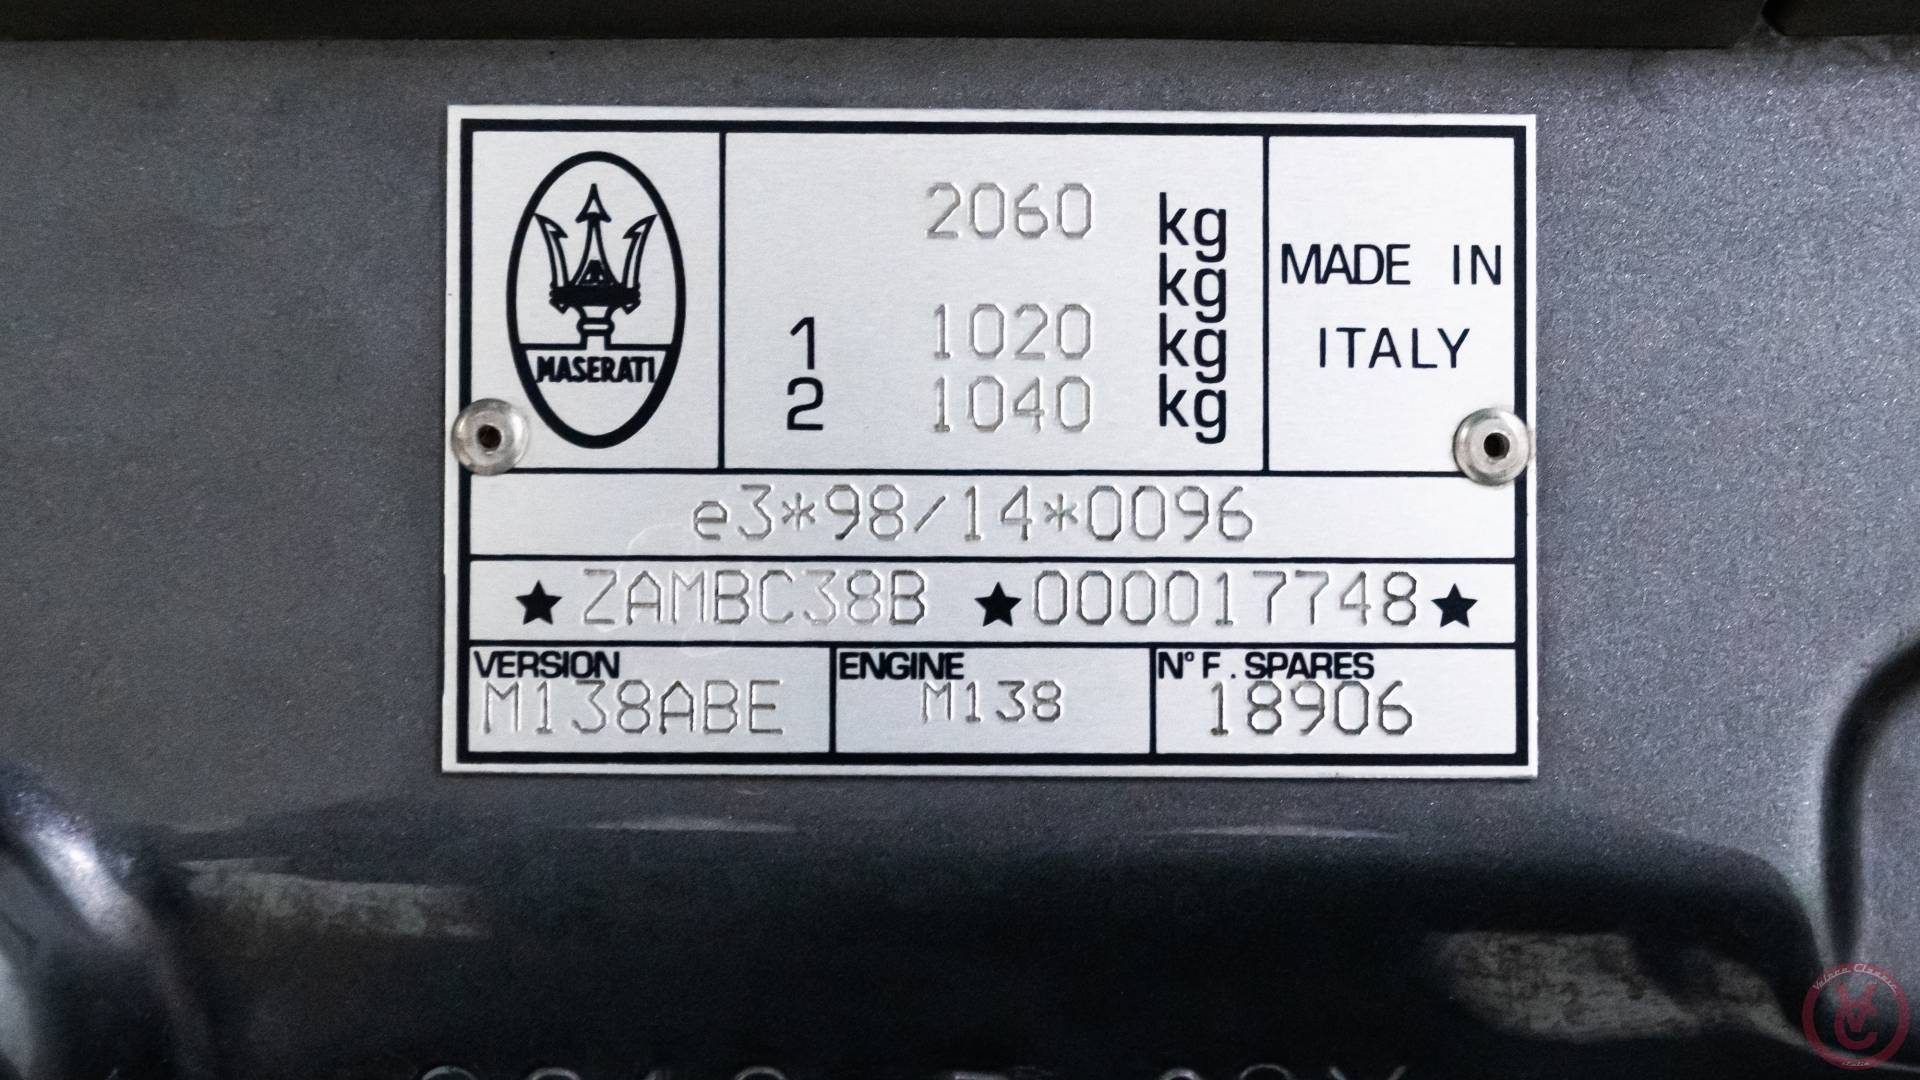 MASERATI
2060 kg
kg
1 1020 kg
2 1040 kg
MADE IN
ITALY
e3*98/14*0096
★ ZAMBC38B ★ 000017748 ★
VERSION
M138ABE
ENGINE
M138
N° F. SPARES
18906